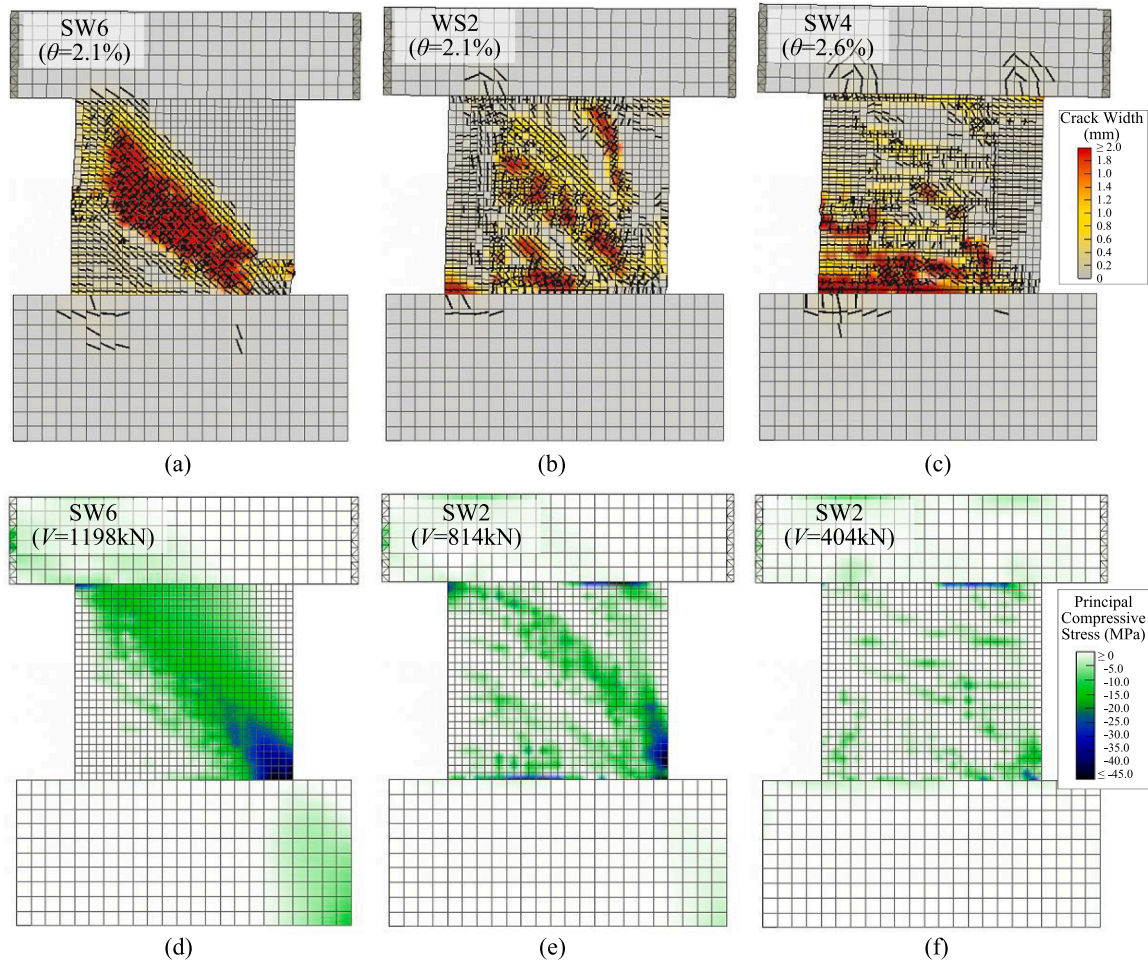 SW6
(θ=2.1%)
WS2
(θ=2.1%)
SW4
(θ=2.6%)
Crack Width
(mm)
≥ 2.0
1.8
1.6
1.4
1.2
1.0
0.8
0.6
0.4
0.2
0
(a)
(b)
(c)
SW6
(V=1198kN)
SW2
(V=814kN)
SW2
(V=404kN)
Principal
Compressive
Stress (MPa)
≥ 0
-5.0
-10.0
-15.0
-20.0
-25.0
-30.0
-35.0
-40.0
≤ -45.0
(d)
(e)
(f)